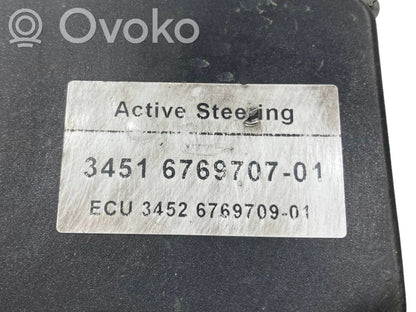 Ovoko
Active Steering
3451 6769707-01
ECU 3452 6769709-01